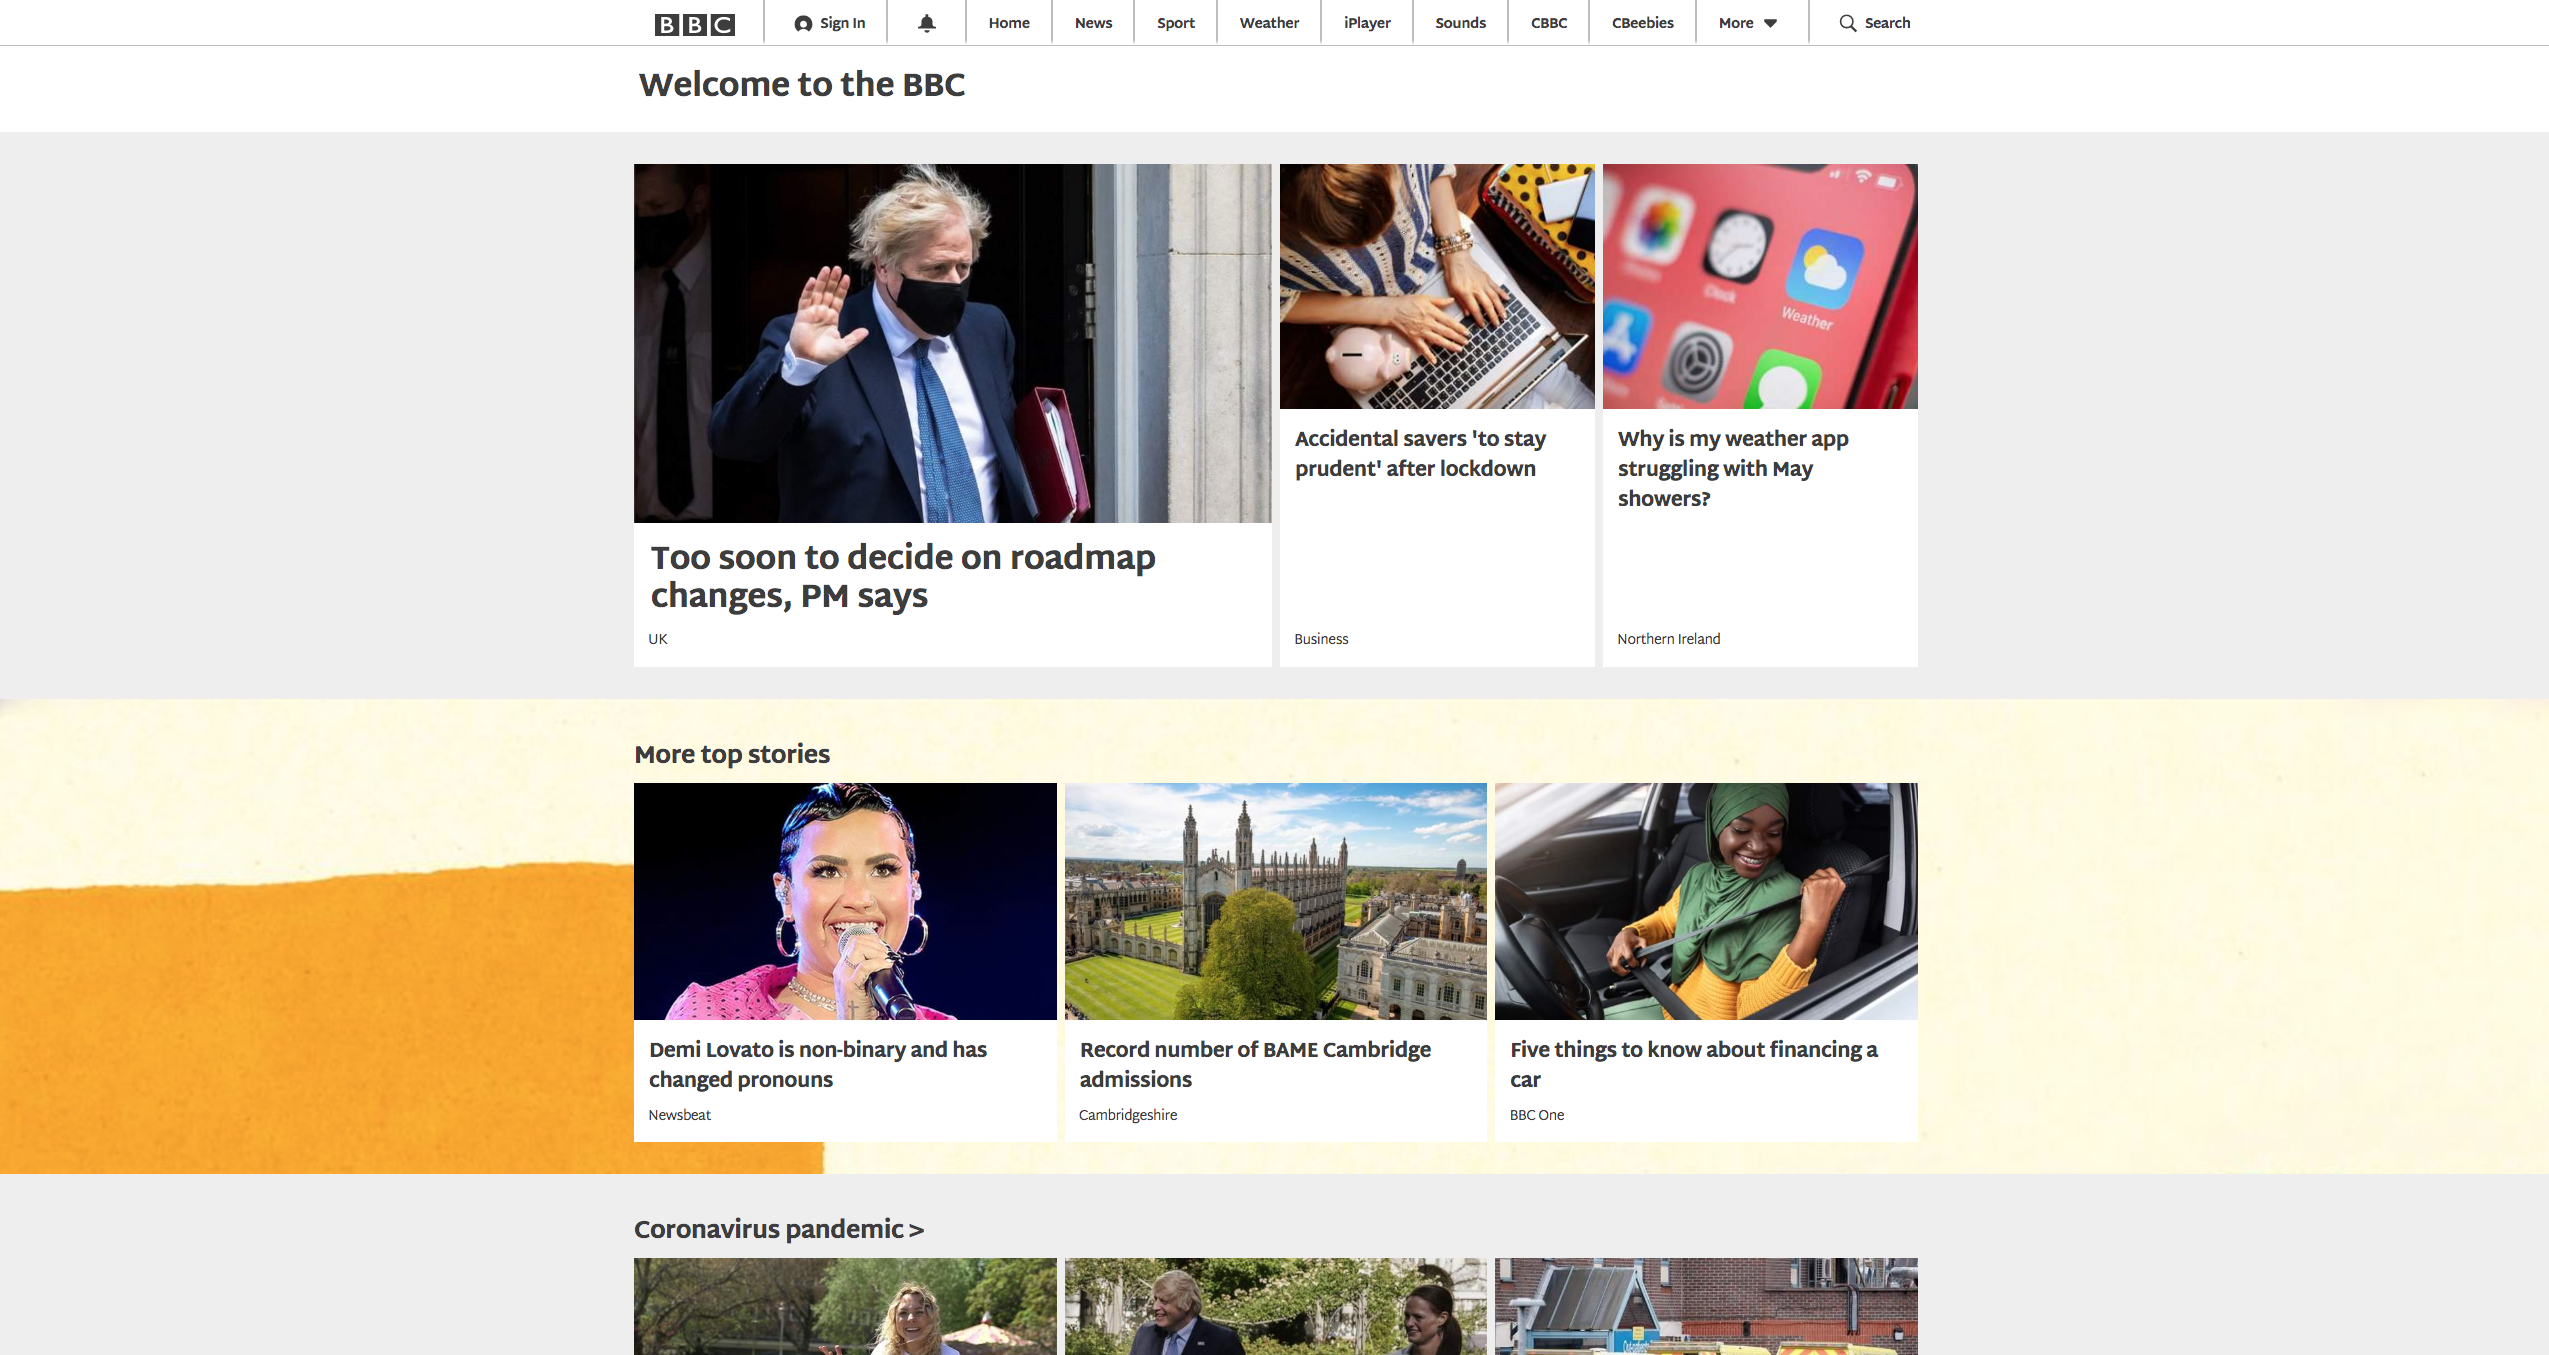 BBC
Sign In
Home
News
Sport
Weather
iPlayer
Sounds
CBBC
CBeebies
More
Search
Welcome to the BBC
Clock
Weather
Too soon to decide on roadmap
changes, PM says
UK
Accidental savers 'to stay
prudent' after lockdown
Business
Why is my weather app
struggling with May
showers?
Northern Ireland
More top stories
Demi Lovato is non-binary and has
changed pronouns
Newsbeat
Record number of BAME Cambridge
admissions
Cambridgeshire
Five things to know about financing a
car
BBC One
Coronavirus pandemic >